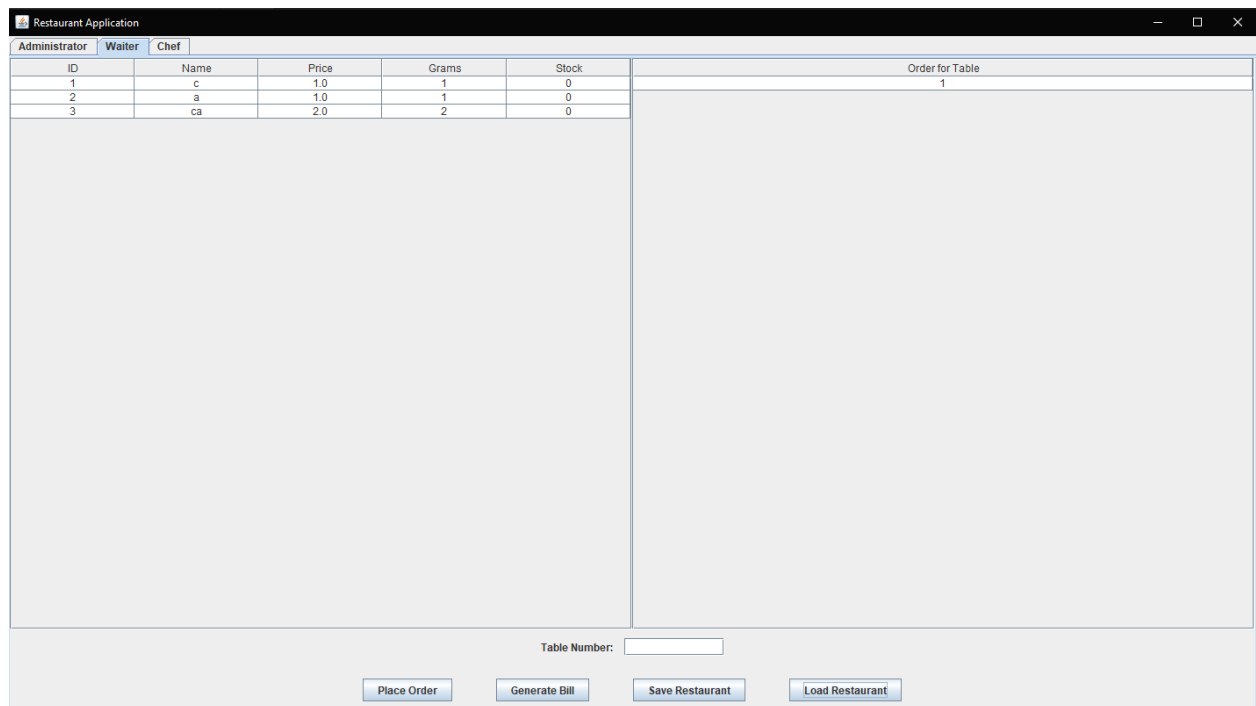 Restaurant Application
Administrator Waiter Chef
ID Name Price Grams Stock Order for Table
1 c 1.0 1 0 1
2 a 1.0 1 0
3 ca 2.0 2 0
Table Number:
Place Order Generate Bill Save Restaurant Load Restaurant